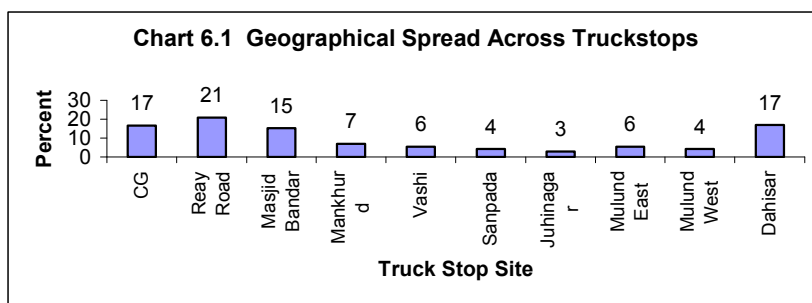 Chart 6.1 Geographical Spread Across Truckstops
Percent
30
20
10
0
17
21
15
7
6
4
3
6
4
17
CG
Reay
Road
Masjid
Bandar
Mankhur
d
Vashi
Sanpada
Juhinaga
r
Mulund
East
Mulund
West
Dahisar
Truck Stop Site